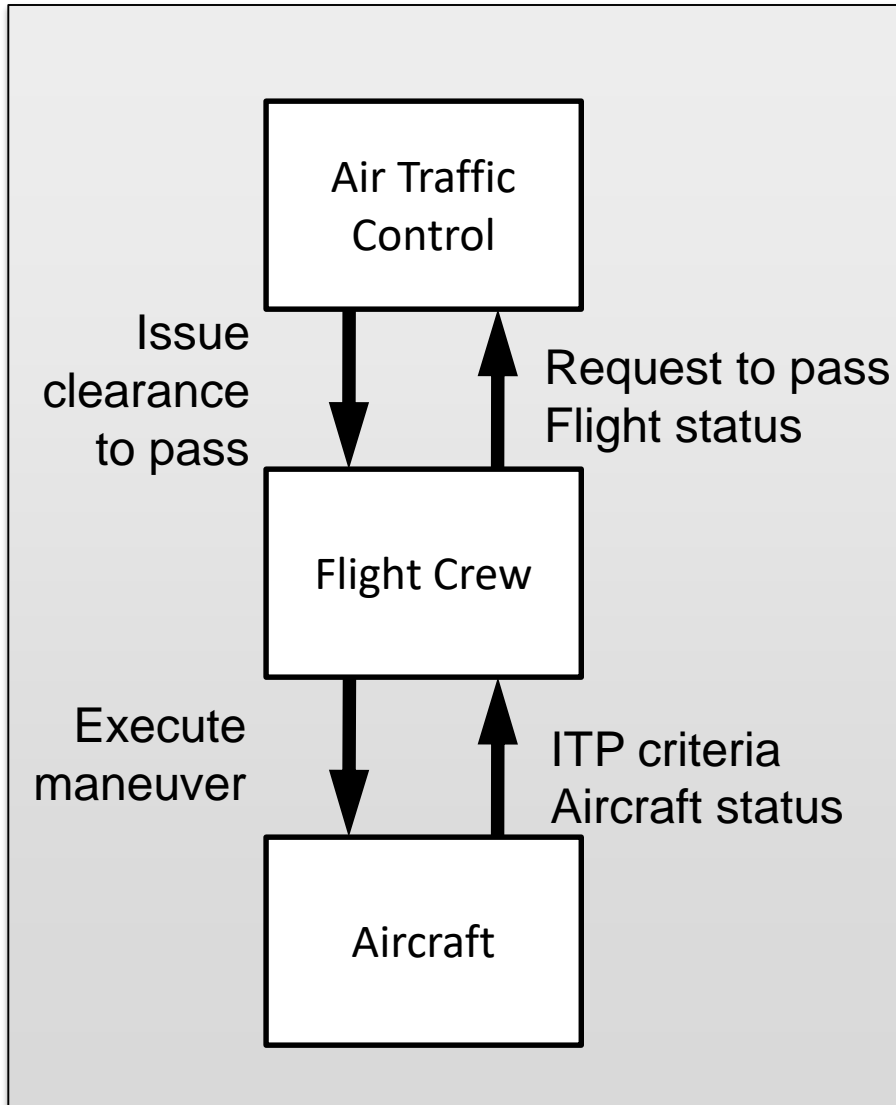 Air Traffic
Control
Issue
clearance
to pass
Request to pass
Flight status
Flight Crew
Execute
maneuver
ITP criteria
Aircraft status
Aircraft